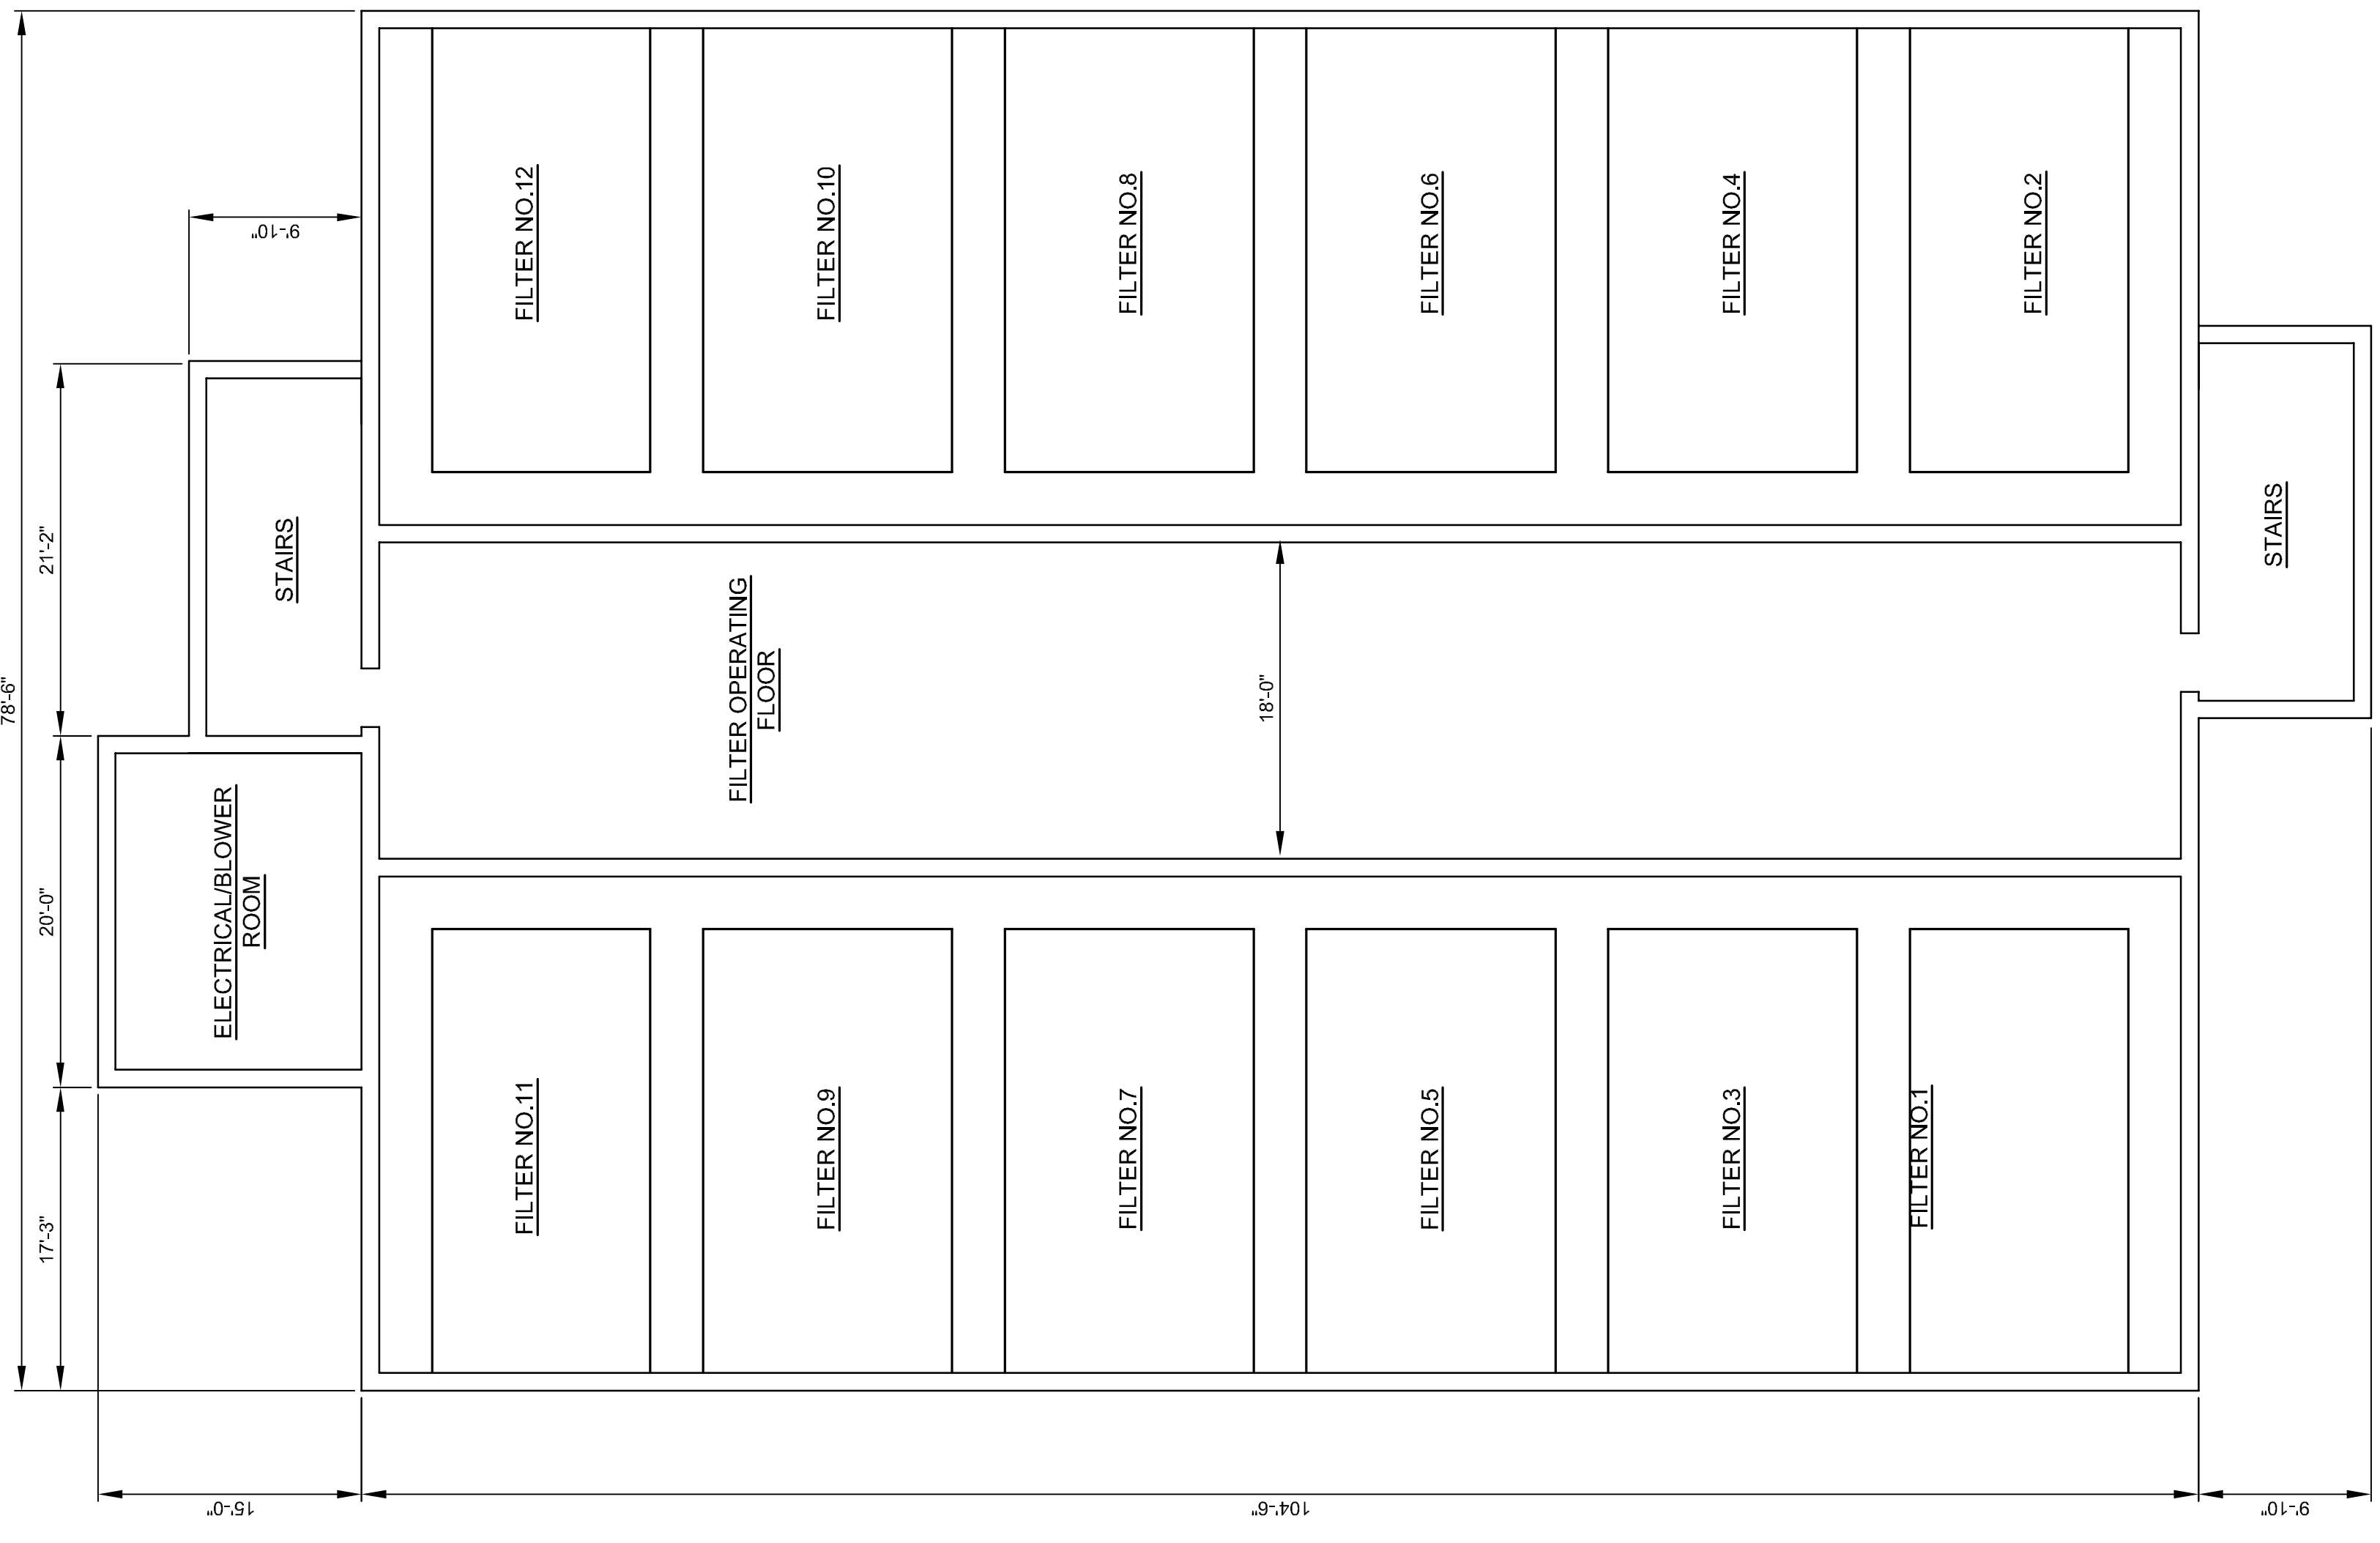 FILTER NO.12
FILTER NO.10
FILTER NO.8
FILTER NO.6
FILTER NO.4
FILTER NO.2
9'-10"
21'-2"
STAIRS
STAIRS
78'-6"
FILTER OPERATING
FLOOR
18'-0"
20'-0"
ELECTRICAL/BLOWER
ROOM
17'-3"
FILTER NO.11
FILTER NO.9
FILTER NO.7
FILTER NO.5
FILTER NO.3
FILTER NO.1
15'-0"
104'-6"
9'-10"